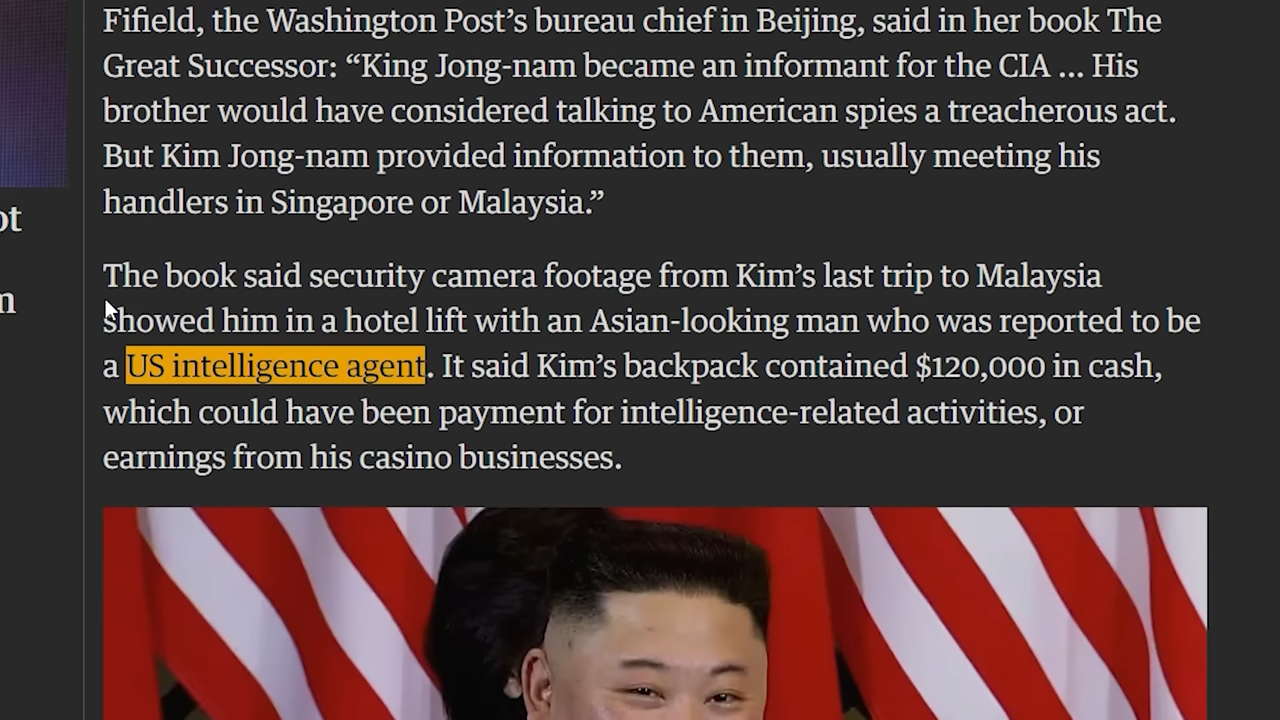 Fifield, the Washington Post’s bureau chief in Beijing, said in her book The
Great Successor: “King Jong-nam became an informant for the CIA ... His
brother would have considered talking to American spies a treacherous act.
But Kim Jong-nam provided information to them, usually meeting his
handlers in Singapore or Malaysia.”
The book said security camera footage from Kim’s last trip to Malaysia
showed him in a hotel lift with an Asian-looking man who was reported to be
a US intelligence agent. It said Kim’s backpack contained $120,000 in cash,
which could have been payment for intelligence-related activities, or
earnings from his casino businesses.